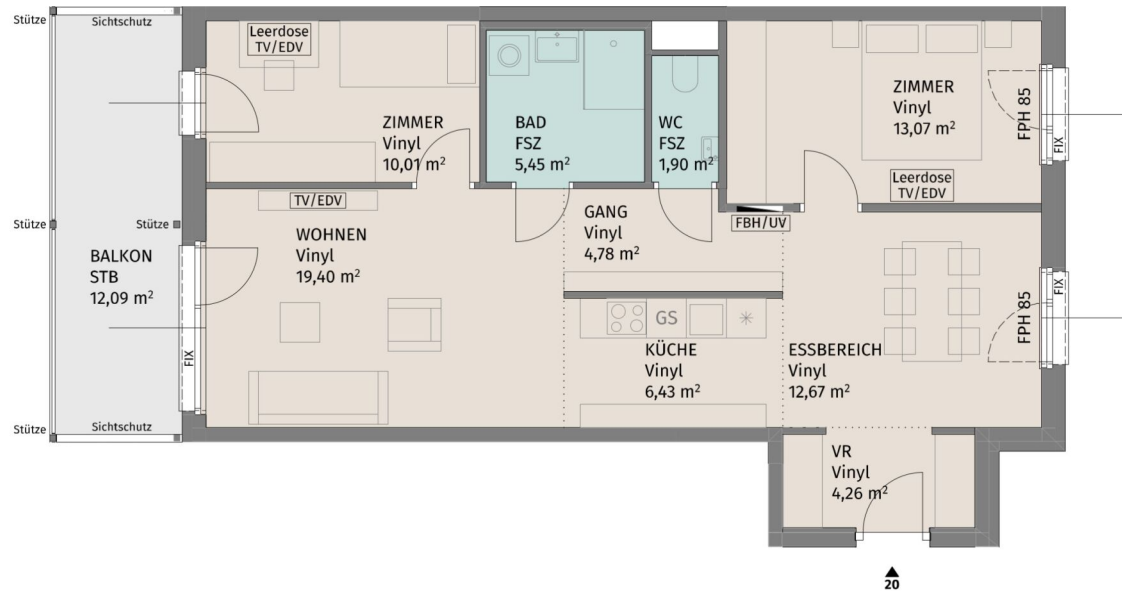 Stütze
Sichtschutz
Leerdose
TV/EDV
ZIMMER
Vinyl
10,01 m²
BAD
FSZ
5,45 m²
WC
FSZ
1,90 m²
ZIMMER
Vinyl
13,07 m²
FPH 85
FIX
Leerdose
TV/EDV
TV/EDV
Stütze
Stütze
BALKON
STB
12,09 m²
WOHNEN
Vinyl
19,40 m²
GANG
Vinyl
4,78 m²
FBH/UV
FIX
FPH 85
GS
KÜCHE
Vinyl
6,43 m²
ESSBEREICH
Vinyl
12,67 m²
FIX
Stütze
Sichtschutz
VR
Vinyl
4,26 m²
20